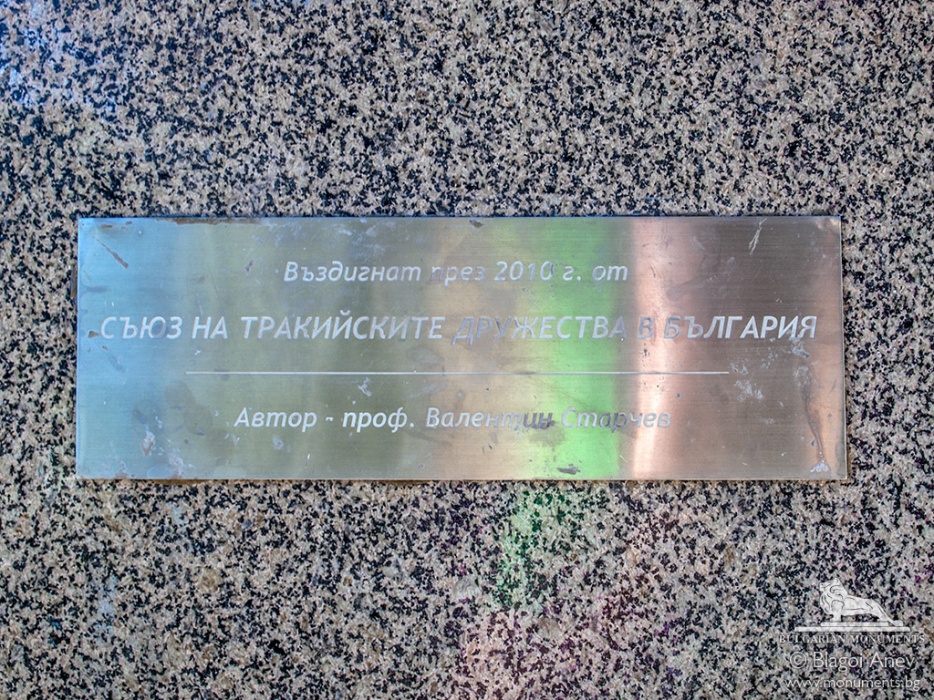 Въздигнат през 2010 г. от
СЪЮЗ НА ТРАКИЙСКИТЕ ДРУЖЕСТВА В БЪЛГАРИЯ
Автор - проф. Валентин Старчев
BULGARIAN MONUMENTS
© Blagoi Anev
www.monuments.bg